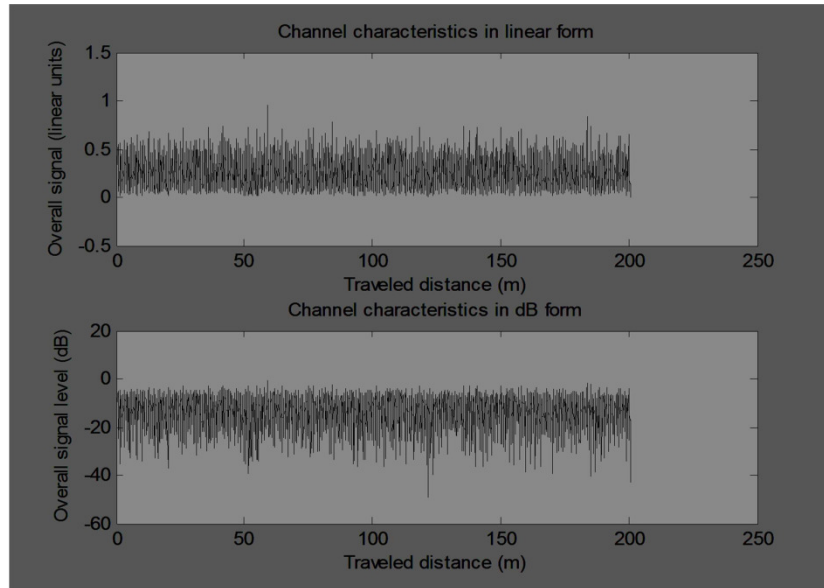 Channel characteristics in linear form
Overall signal (linear units)
1.5
1
0.5
0
-0.5
0 50 100 150 200 250
Traveled distance (m)
Channel characteristics in dB form
Overall signal level (dB)
20
0
-20
-40
-60
0 50 100 150 200 250
Traveled distance (m)